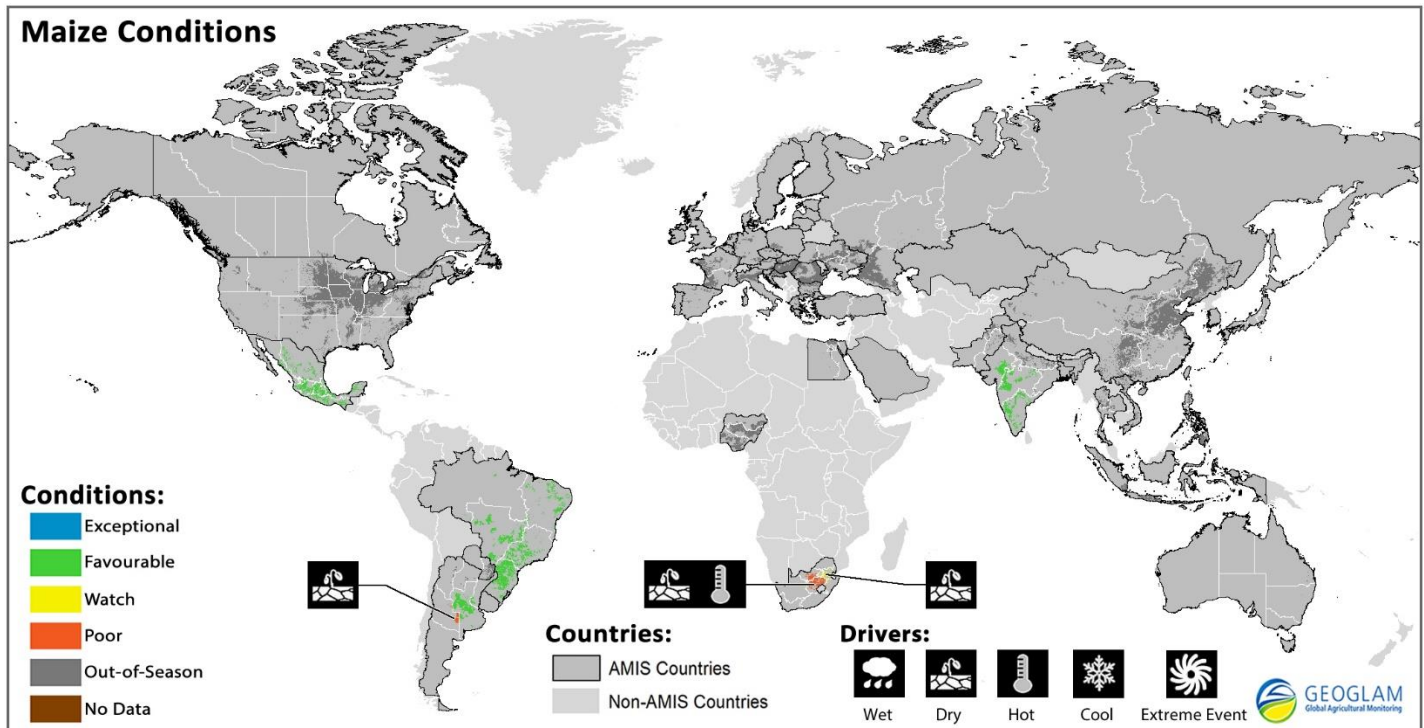 Maize Conditions
Conditions:
Exceptional
Favourable
Watch
Poor
Out-of-Season
No Data
Countries:
AMIS Countries
Non-AMIS Countries
Drivers:
Wet
Dry
Hot
Cool
Extreme Event
GEOGLAM
Global Agricultural Monitoring